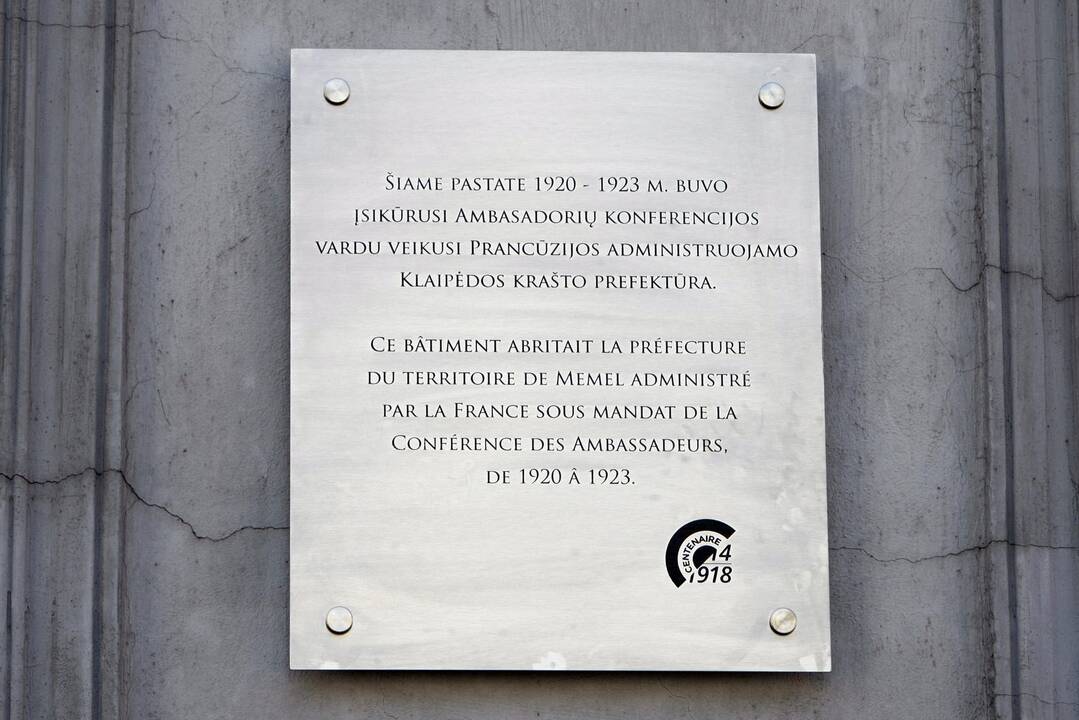 Šiame pastate 1920 - 1923 m. buvo
įsikūrusi Ambasadorių konferencijos
vardu veikusi Prancūzijos administruojamo
Klaipėdos krašto prefektūra.
Ce bâtiment abritait la préfecture
du territoire de Memel administré
par la France sous mandat de la
Conférence des Ambassadeurs,
de 1920 â 1923.
CENTENAIRE
14
1918